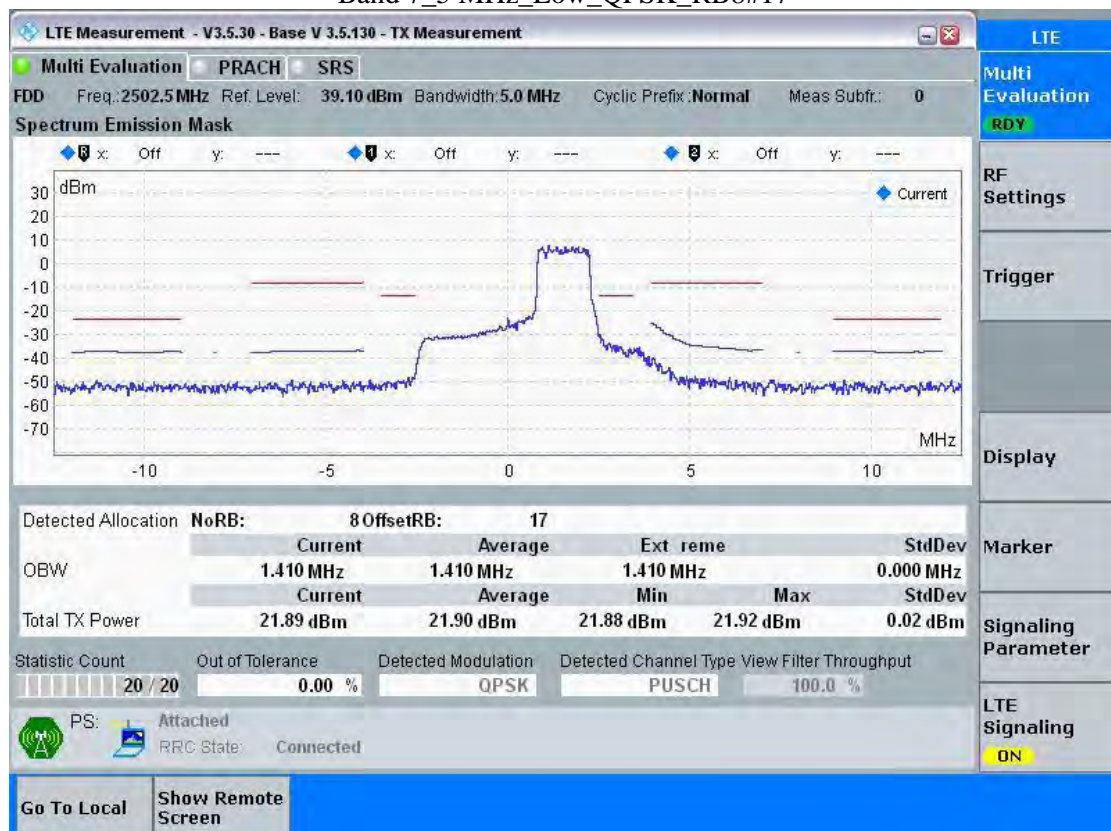 Band 7_5 MHz_Low_QPSK_RB8#17
LTE Measurement - V3.5.30 - Base V 3.5.130 - TX Measurement
LTE
Multi Evaluation PRACH SRS
Multi Evaluation
RDY
FDD Freq.:2502.5 MHz Ref. Level: 39.10 dBm Bandwidth:5.0 MHz Cyclic Prefix :Normal Meas Subfr.: 0
Spectrum Emission Mask
R x: Off y: --- 1 x: Off y: --- 2 x: Off y: ---
dBm
Current
30
20
10
0
-10
-20
-30
-40
-50
-60
-70
MHz
-10 -5 0 5 10
RF Settings
Trigger
Display
Marker
Signaling Parameter
LTE Signaling
ON
Detected Allocation NoRB: 8 OffsetRB: 17
Current Average Ext reme StdDev
OBW 1.410 MHz 1.410 MHz 1.410 MHz 0.000 MHz
Current Average Min Max StdDev
Total TX Power 21.89 dBm 21.90 dBm 21.88 dBm 21.92 dBm 0.02 dBm
Statistic Count Out of Tolerance Detected Modulation Detected Channel Type View Filter Throughput
20 / 20 0.00 % QPSK PUSCH 100.0 %
PS: Attached
RRC State: Connected
Go To Local
Show Remote Screen